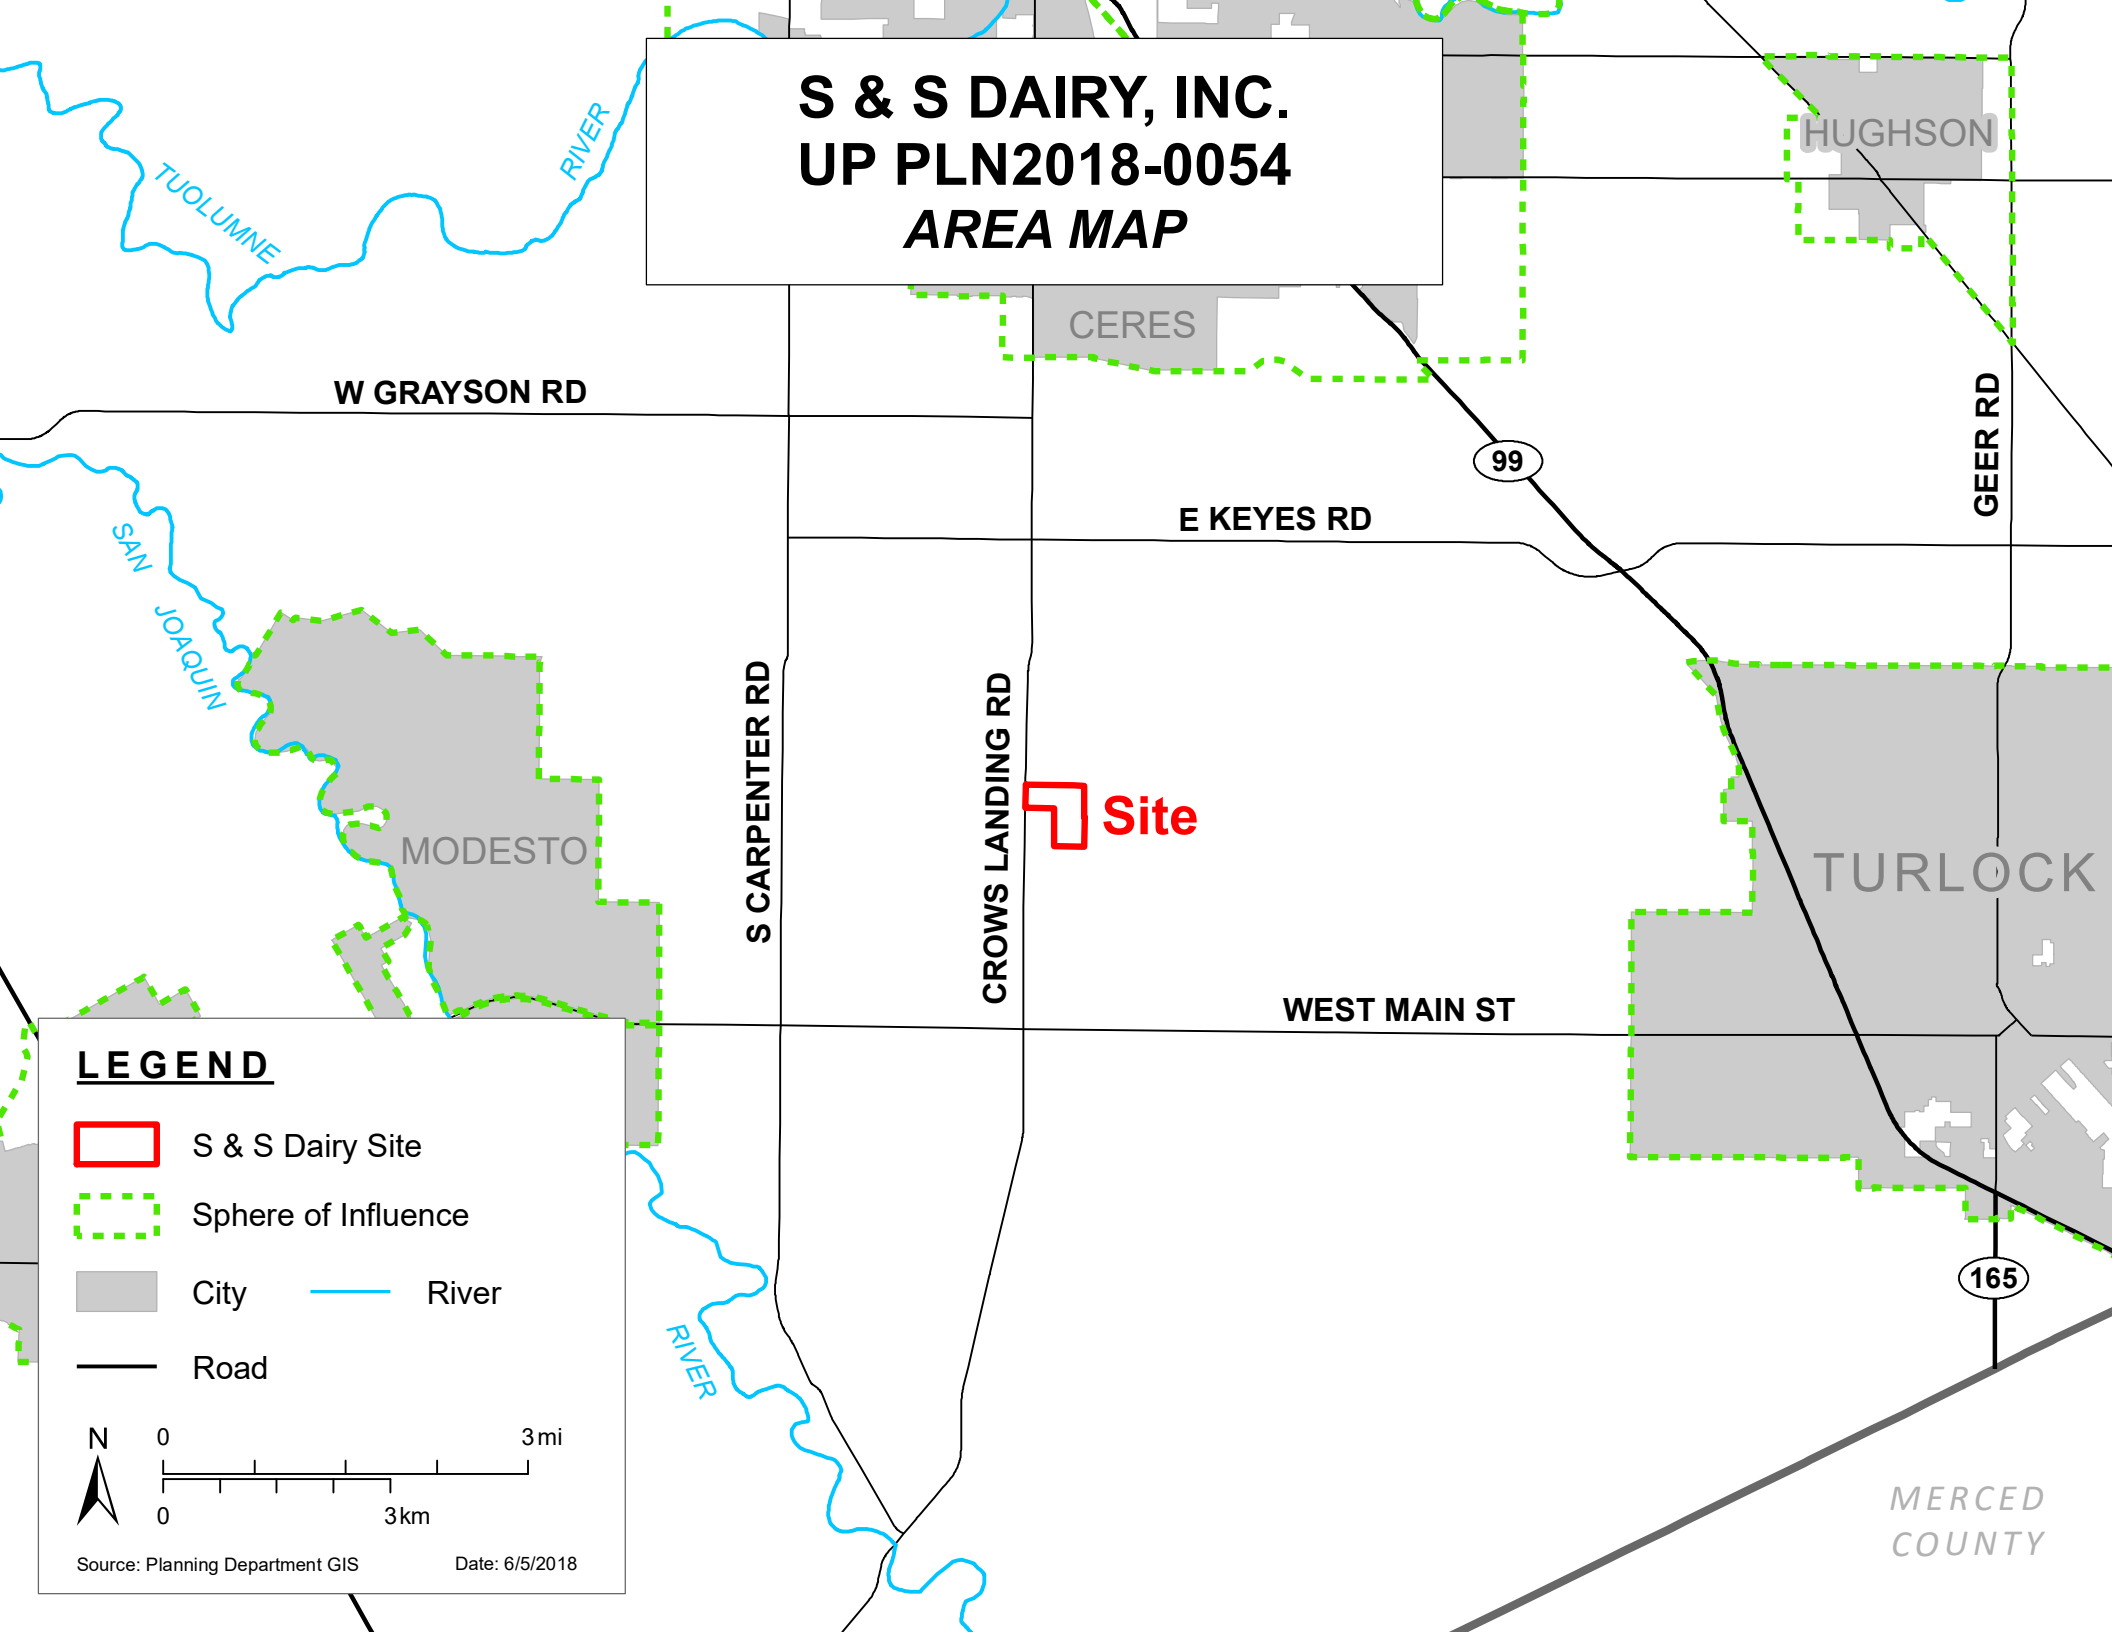 S & S DAIRY, INC.
UP PLN2018-0054
AREA MAP
TUOLUMNE
RIVER
HUGHSON
CERES
W GRAYSON RD
GEER RD
99
E KEYES RD
SAN
JOAQUIN
S CARPENTER RD
CROWS LANDING RD
Site
MODESTO
TURLOCK
WEST MAIN ST
LEGEND
S & S Dairy Site
Sphere of Influence
City
River
Road
N
0
3 mi
0
3 km
Source: Planning Department GIS
Date: 6/5/2018
RIVER
165
MERCED
COUNTY